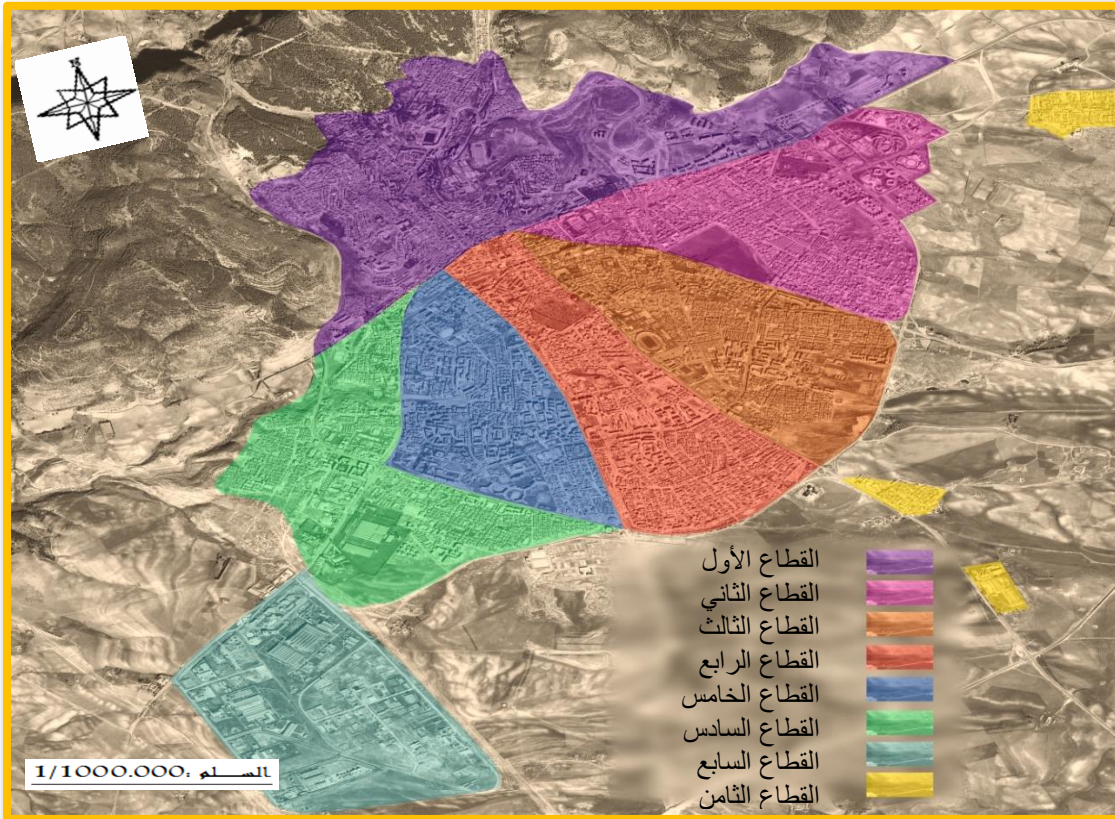 القطاع الأول
القطاع الثاني
القطاع الثالث
القطاع الرابع
القطاع الخامس
القطاع السادس
القطاع السابع
القطاع الثامن
السلم :1/1000.000